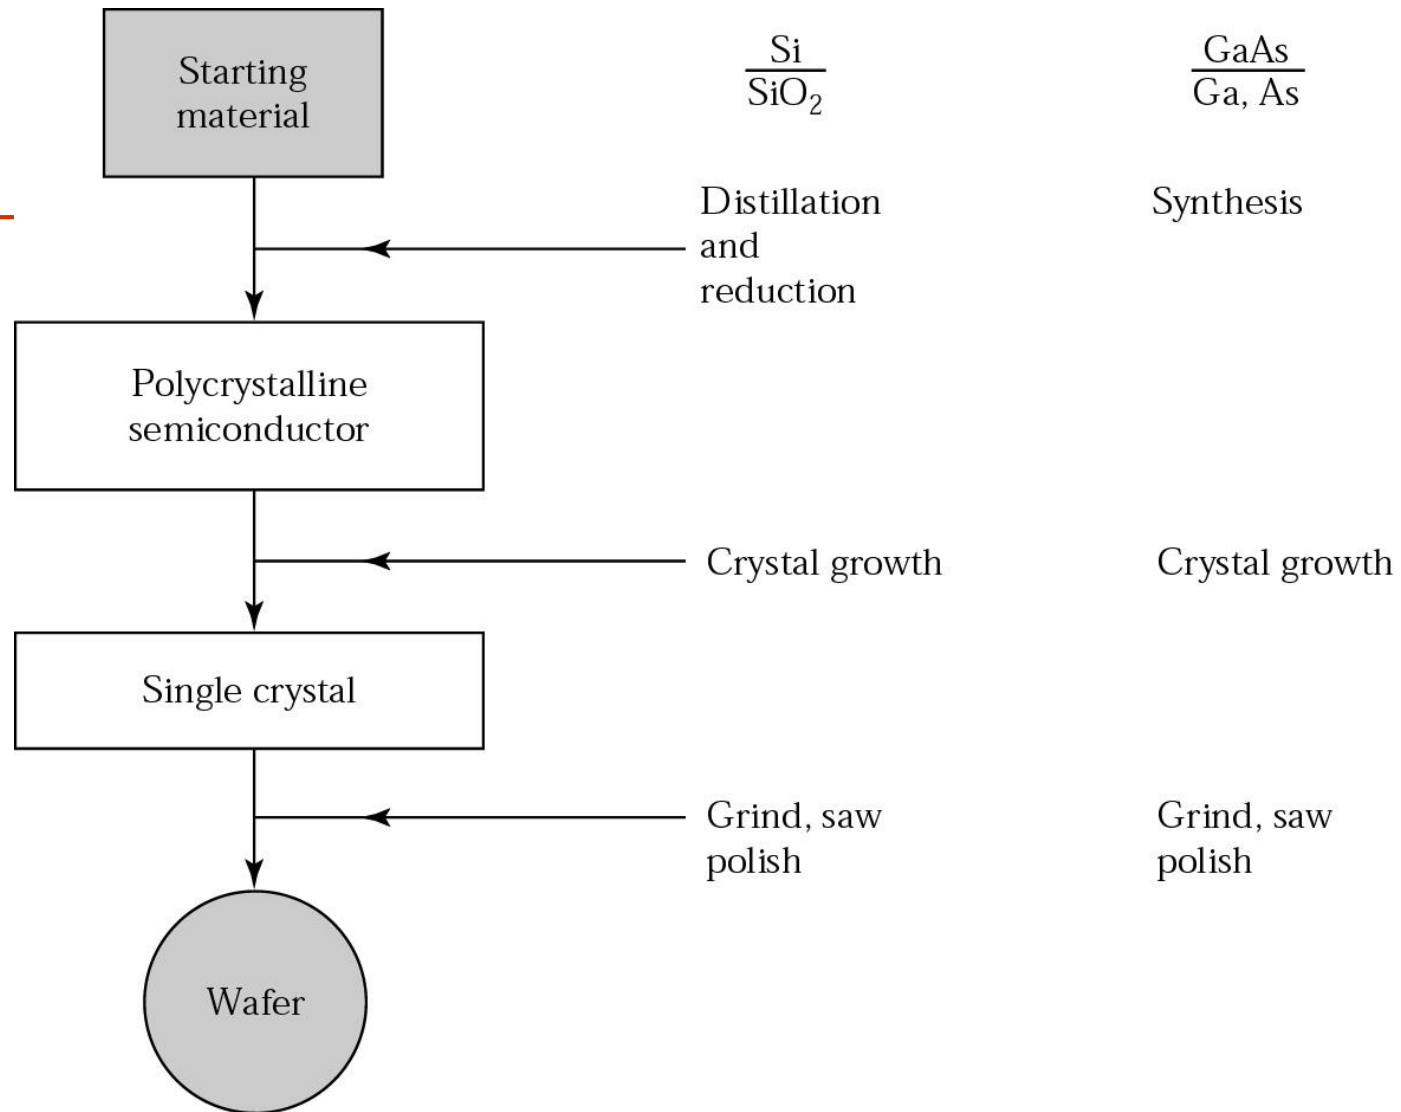 Starting
material
Si
SiO₂
GaAs
Ga, As
Distillation
and
reduction
Synthesis
Polycrystalline
semiconductor
Crystal growth
Crystal growth
Single crystal
Grind, saw
polish
Grind, saw
polish
Wafer